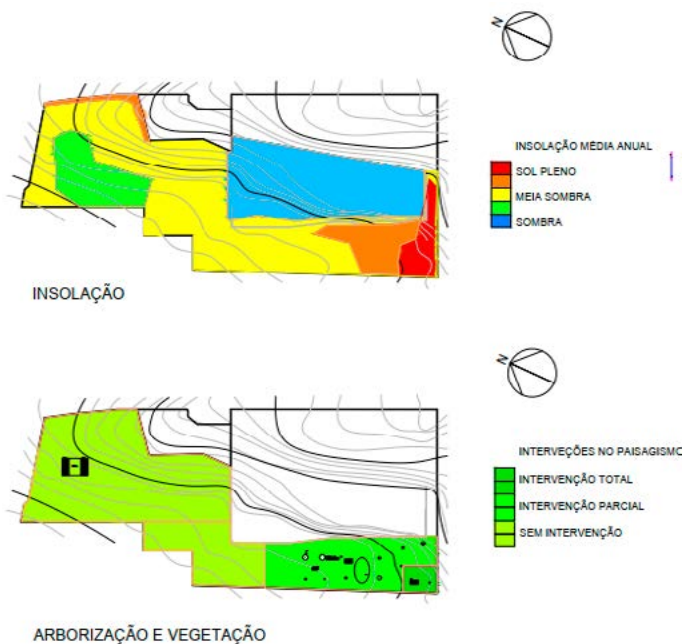 N
INSOLAÇÃO MÉDIA ANUAL
SOL PLENO
MEIA SOMBRA
SOMBRA
INSOLAÇÃO
N
INTERVEÇÕES NO PAISAGISMO
INTERVENÇÃO TOTAL
INTERVENÇÃO PARCIAL
SEM INTERVENÇÃO
ARBORIZAÇÃO E VEGETAÇÃO